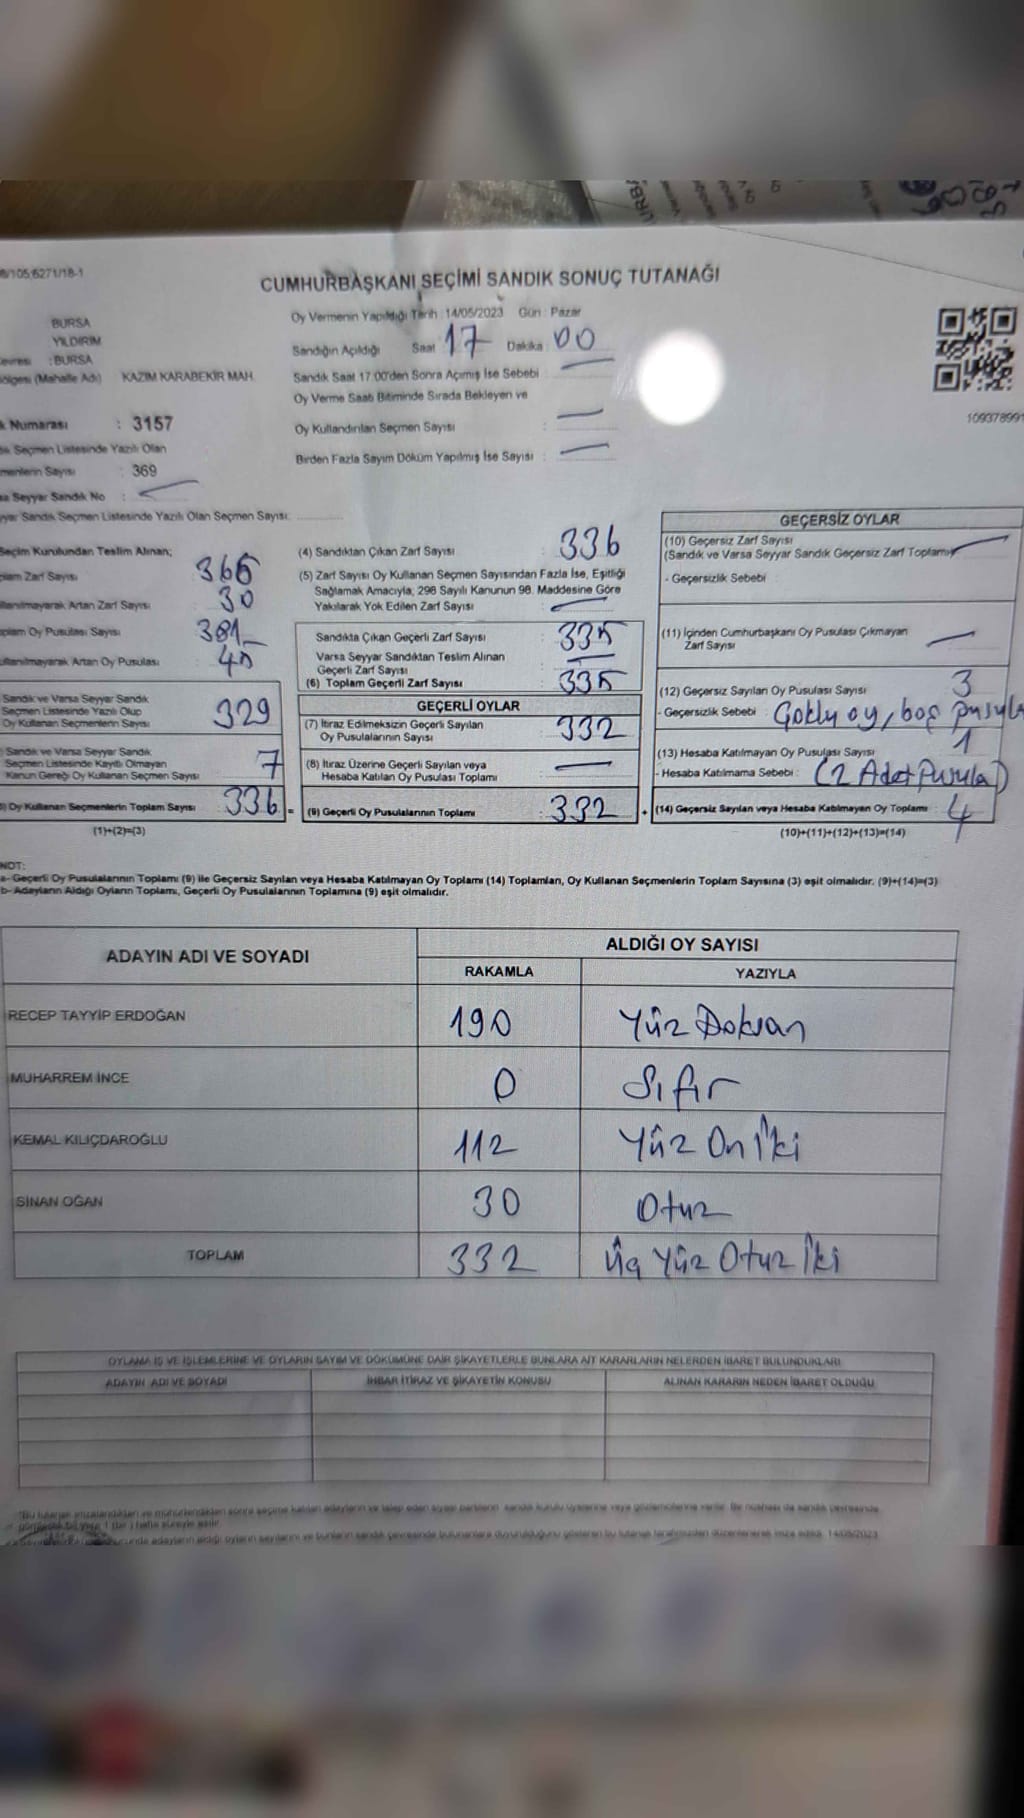 CUMHURBAŞKANI SEÇİMİ SANDIK SONUÇ TUTANAĞI
BURSA
YILDIRIM
: BURSA
(Mahalle Adı) KAZIM KARABEKİR MAH.
Numarası : 3157
Seçmen Listesinde Yazılı Olan
Sayısı : 369
Seyyar Sandık No : —
Sandık Seçmen Listesinde Yazılı Olan Seçmen Sayısı:
Oy Vermenin Yapıldığı Tarih : 14/05/2023 Gün : Pazar
Sandığın Açıldığı Saat 17 Dakika : 00
Sandık Saat 17:00'den Sonra Açımış İse Sebebi : —
Oy Verme Saati Bitiminde Sırada Bekleyen ve
Oy Kullandırılan Seçmen Sayısı : —
Birden Fazla Sayım Döküm Yapılmış İse Sayısı : —
109378991
Seçim Kurulundan Teslim Alınan;
Zarf Sayısı : 366
Artan Zarf Sayısı : 30
Oy Pusulası Sayısı : 381
Artan Oy Pusulası : 45
Sandık ve Varsa Seyyar Sandık
Seçmen Listesinde Yazılı Olup
Oy Kullanan Seçmenlerin Sayısı : 329
Sandık ve Varsa Seyyar Sandık
Seçmen Listesinde Kayıtlı Olmayan
Kanun Gereği Oy Kullanan Seçmen Sayısı : 7
Oy Kullanan Seçmenlerin Toplam Sayısı : 336 =
(1)+(2)=(3)
(4) Sandıktan Çıkan Zarf Sayısı : 336
(5) Zarf Sayısı Oy Kullanan Seçmen Sayısından Fazla İse, Eşitliği
Sağlamak Amacıyla, 298 Sayılı Kanunun 98. Maddesine Göre
Yakılarak Yok Edilen Zarf Sayısı : —
Sandıkta Çıkan Geçerli Zarf Sayısı : 335
Varsa Seyyar Sandıktan Teslim Alınan
Geçerli Zarf Sayısı : —
(6) Toplam Geçerli Zarf Sayısı : 335
GEÇERLİ OYLAR
(7) İtiraz Edilmeksizin Geçerli Sayılan
Oy Pusulalarının Sayısı : 332
(8) İtiraz Üzerine Geçerli Sayılan veya
Hesaba Katılan Oy Pusulası Toplamı : —
(9) Geçerli Oy Pusulalarının Toplamı : 332 +
GEÇERSİZ OYLAR
(10) Geçersiz Zarf Sayısı
(Sandık ve Varsa Seyyar Sandık Geçersiz Zarf Toplamı) —
- Geçersizlik Sebebi :
(11) İçinden Cumhurbaşkanı Oy Pusulası Çıkmayan
Zarf Sayısı : —
(12) Geçersiz Sayılan Oy Pusulası Sayısı : 3
- Geçersizlik Sebebi : oy, boş pusula
(13) Hesaba Katılmayan Oy Pusulası Sayısı : 1
- Hesaba Katılmama Sebebi : (2 Adet Pusula)
(14) Geçersiz Sayılan veya Hesaba Katılmayan Oy Toplamı : 4
(10)+(11)+(12)+(13)=(14)
NOT:
a- Geçerli Oy Pusulalarının Toplamı (9) ile Geçersiz Sayılan veya Hesaba Katılmayan Oy Toplamı (14) Toplamları, Oy Kullanan Seçmenlerin Toplam Sayısına (3) eşit olmalıdır. (9)+(14)=(3)
b- Adayların Aldığı Oyların Toplamı, Geçerli Oy Pusulalarının Toplamına (9) eşit olmalıdır.
ADAYIN ADI VE SOYADI ALDIĞI OY SAYISI
RAKAMLA YAZIYLA
RECEP TAYYİP ERDOĞAN 190 Yüz Doksan
MUHARREM İNCE 0 Sıfır
KEMAL KILIÇDAROĞLU 112 Yüz On İki
SİNAN OĞAN 30 Otuz
TOPLAM 332 Üç Yüz Otuz İki
OYLAMA İŞ VE İŞLEMLERİNE VE OYLARIN SAYIM VE DÖKÜMÜNE DAİR ŞİKAYETLERLE BUNLARA AİT KARARLARIN NELERDEN İBARET BULUNDUKLARI
ADAYIN ADI VE SOYADI İHBAR İTİRAZ VE ŞİKAYETİN KONUSU ALINAN KARARIN NEDEN İBARET OLDUĞU